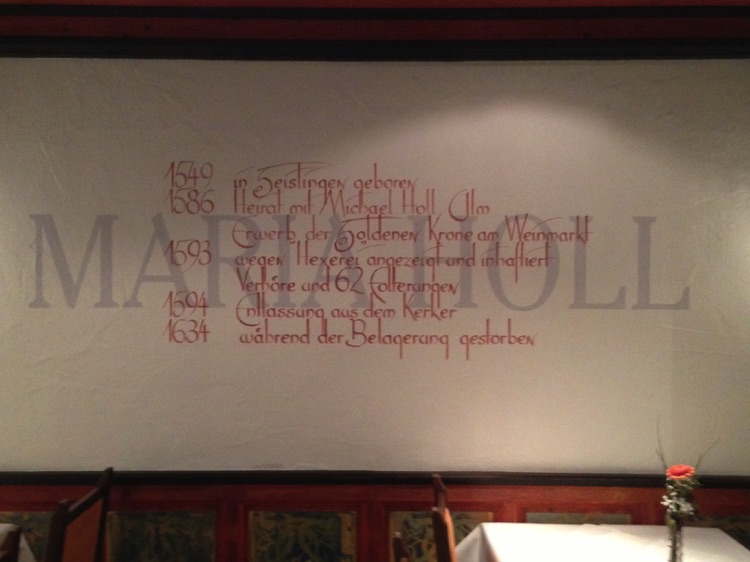 MARIA HOLL
1549 in Geislingen geboren
1586 Heirat mit Michael Holl, Ulm
Erwerb der Goldenen Krone am Weinmarkt
1593 wegen "Hexerei" angezeigt und inhaftiert
Verhöre und 62 Folterungen
1594 Entlassung aus dem Kerker
1634 während der Belagerung gestorben